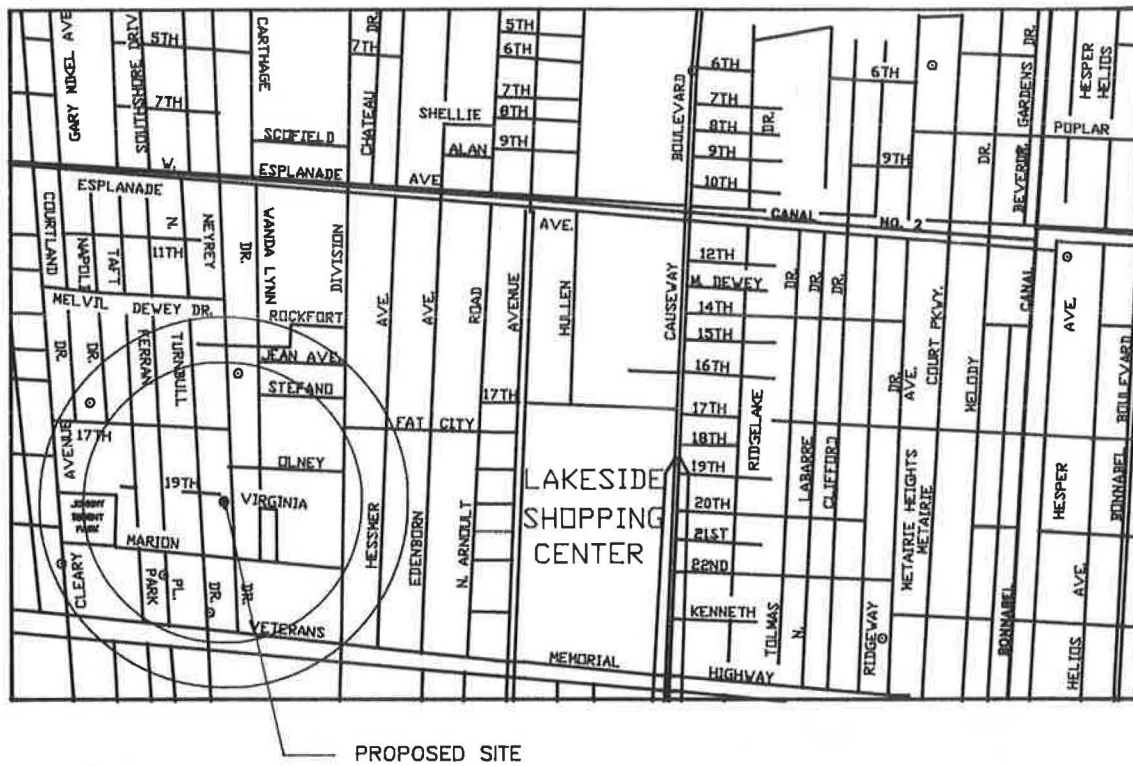 GARY MIKEL AVE
SOUTHSHORE DRIV
5TH
7TH
CARTHAGE
SCOFIELD
7TH
DR.
CHATEAU
SHELLIE
ALAN
5TH
6TH
7TH
8TH
9TH
BOULEVARD
6TH
7TH
8TH
9TH
10TH
DR.
6TH
9TH
DR.
GARDENS DR.
BEVERDR.
HESPER
HELIOS
POPLAR
W.
ESPLANADE
AVE
CANAL
NO. 2
ESPLANADE
COURTLAND
NAPOLI
TAFT
N.
11TH
NEYREY
DR.
WANDA LYNN
DIVISION
MELVIL
DEWEY DR.
ROCKFORT
JEAN AVE.
STEFANO
DR.
DR.
KERRAN
TURNBULL
AVE.
AVE.
ROAD
AVENUE
AVE.
HULLEN
CAUSEWAY
12TH
M. DEWEY
14TH
15TH
16TH
17TH
18TH
19TH
20TH
21ST
22ND
KENNETH
DR.
DR.
DR.
RIDGELAKE
LABARRE
CLIFFORD
DR.
AVE.
COURT PKWY.
MELODY
CANAL
AVE
BOULEVARD
17TH
FAT CITY
AVENUE
17TH
OLNEY
19TH
VIRGINIA
MARION
CLEARY
PARK
PL.
DR.
DR.
HESSMER
EDENBORN
N. ARNOULT
LAKESIDE
SHOPPING
CENTER
METAIRIE HEIGHTS
METAIRIE
HESPER
BONNABEL
VETERANS
MEMORIAL
HIGHWAY
TOLMAS
N.
RIDGEWAY
BONNABEL
HELIOS
AVE.
PROPOSED SITE